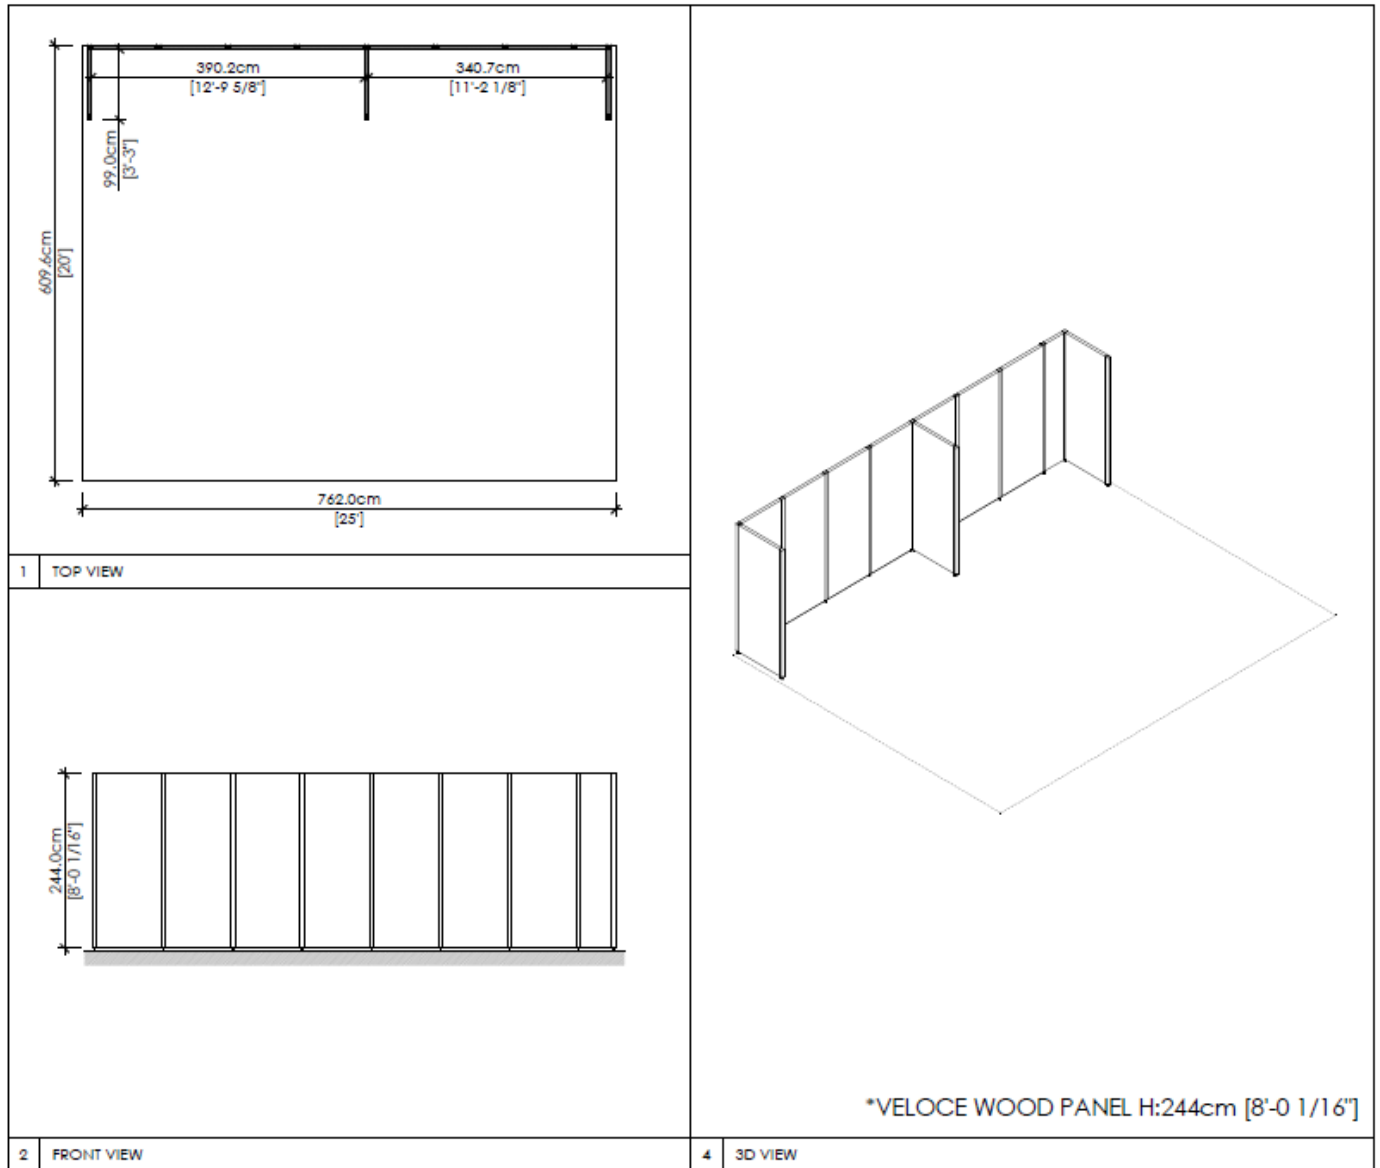 390.2cm
[12'-9 5/8"]
340.7cm
[11'-2 1/8"]
99.0cm
[3'-3"]
609.6cm
[20']
762.0cm
[25']
1 TOP VIEW
244.0cm
[8'-0 1/16"]
*VELOCE WOOD PANEL H:244cm [8'-0 1/16"]
2 FRONT VIEW
4 3D VIEW